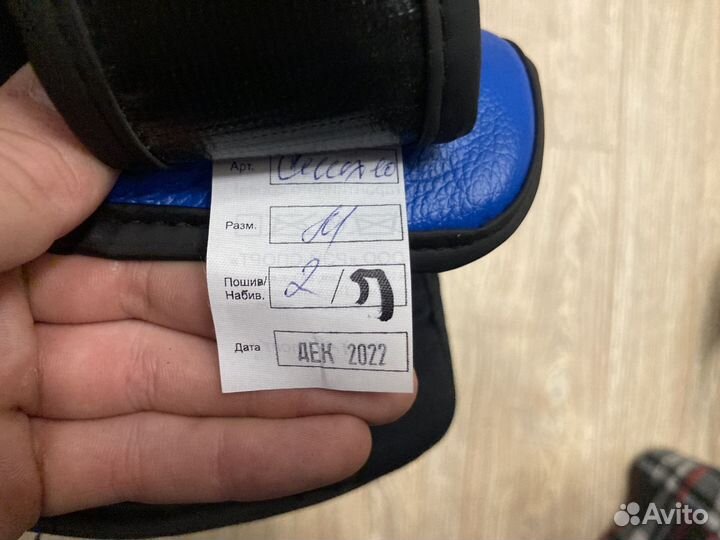 Арт.
Разм. М
Пошив/ 2/П
Набив.
Дата ДЕК 2022
Avito